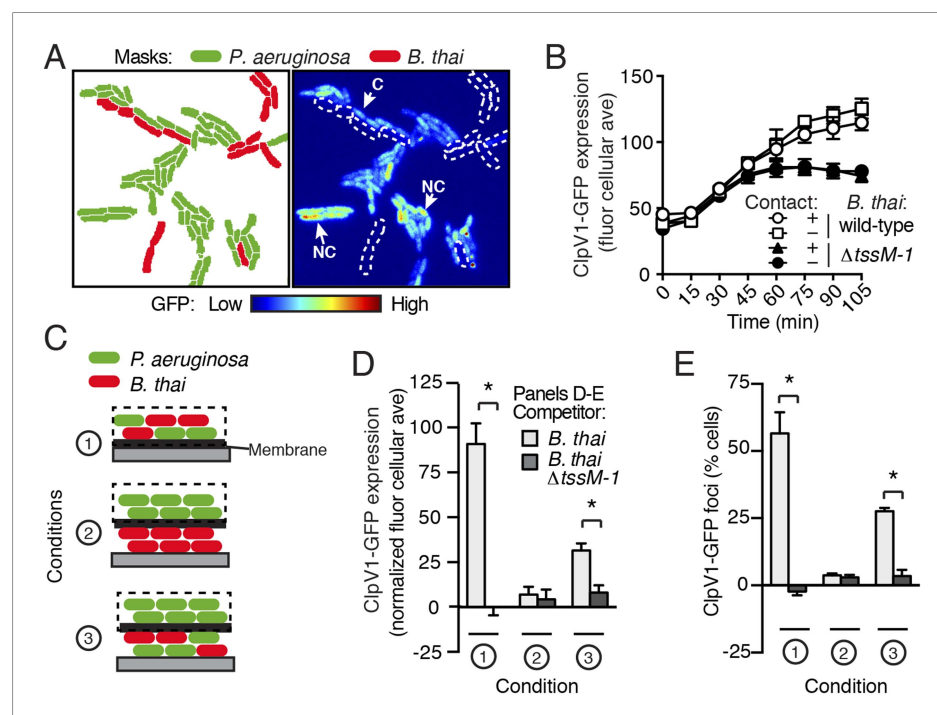 A
Masks: P. aeruginosa B. thai
C
NC
NC
GFP: Low High
B
ClpV1-GFP expression
(fluor cellular ave)
150
100
50
0
0 15 30 45 60 75 90 105
Time (min)
Contact: B. thai:
+ wild-type
−
+ ΔtssM-1
−
C
P. aeruginosa
B. thai
Conditions
1
Membrane
2
3
D
ClpV1-GFP expression
(normalized fluor cellular ave)
125
100
75
50
25
0
-25
*
*
Panels D-E
Competitor:
B. thai
B. thai
ΔtssM-1
1 2 3
Condition
E
ClpV1-GFP foci (% cells)
75
50
25
0
-25
*
*
1 2 3
Condition